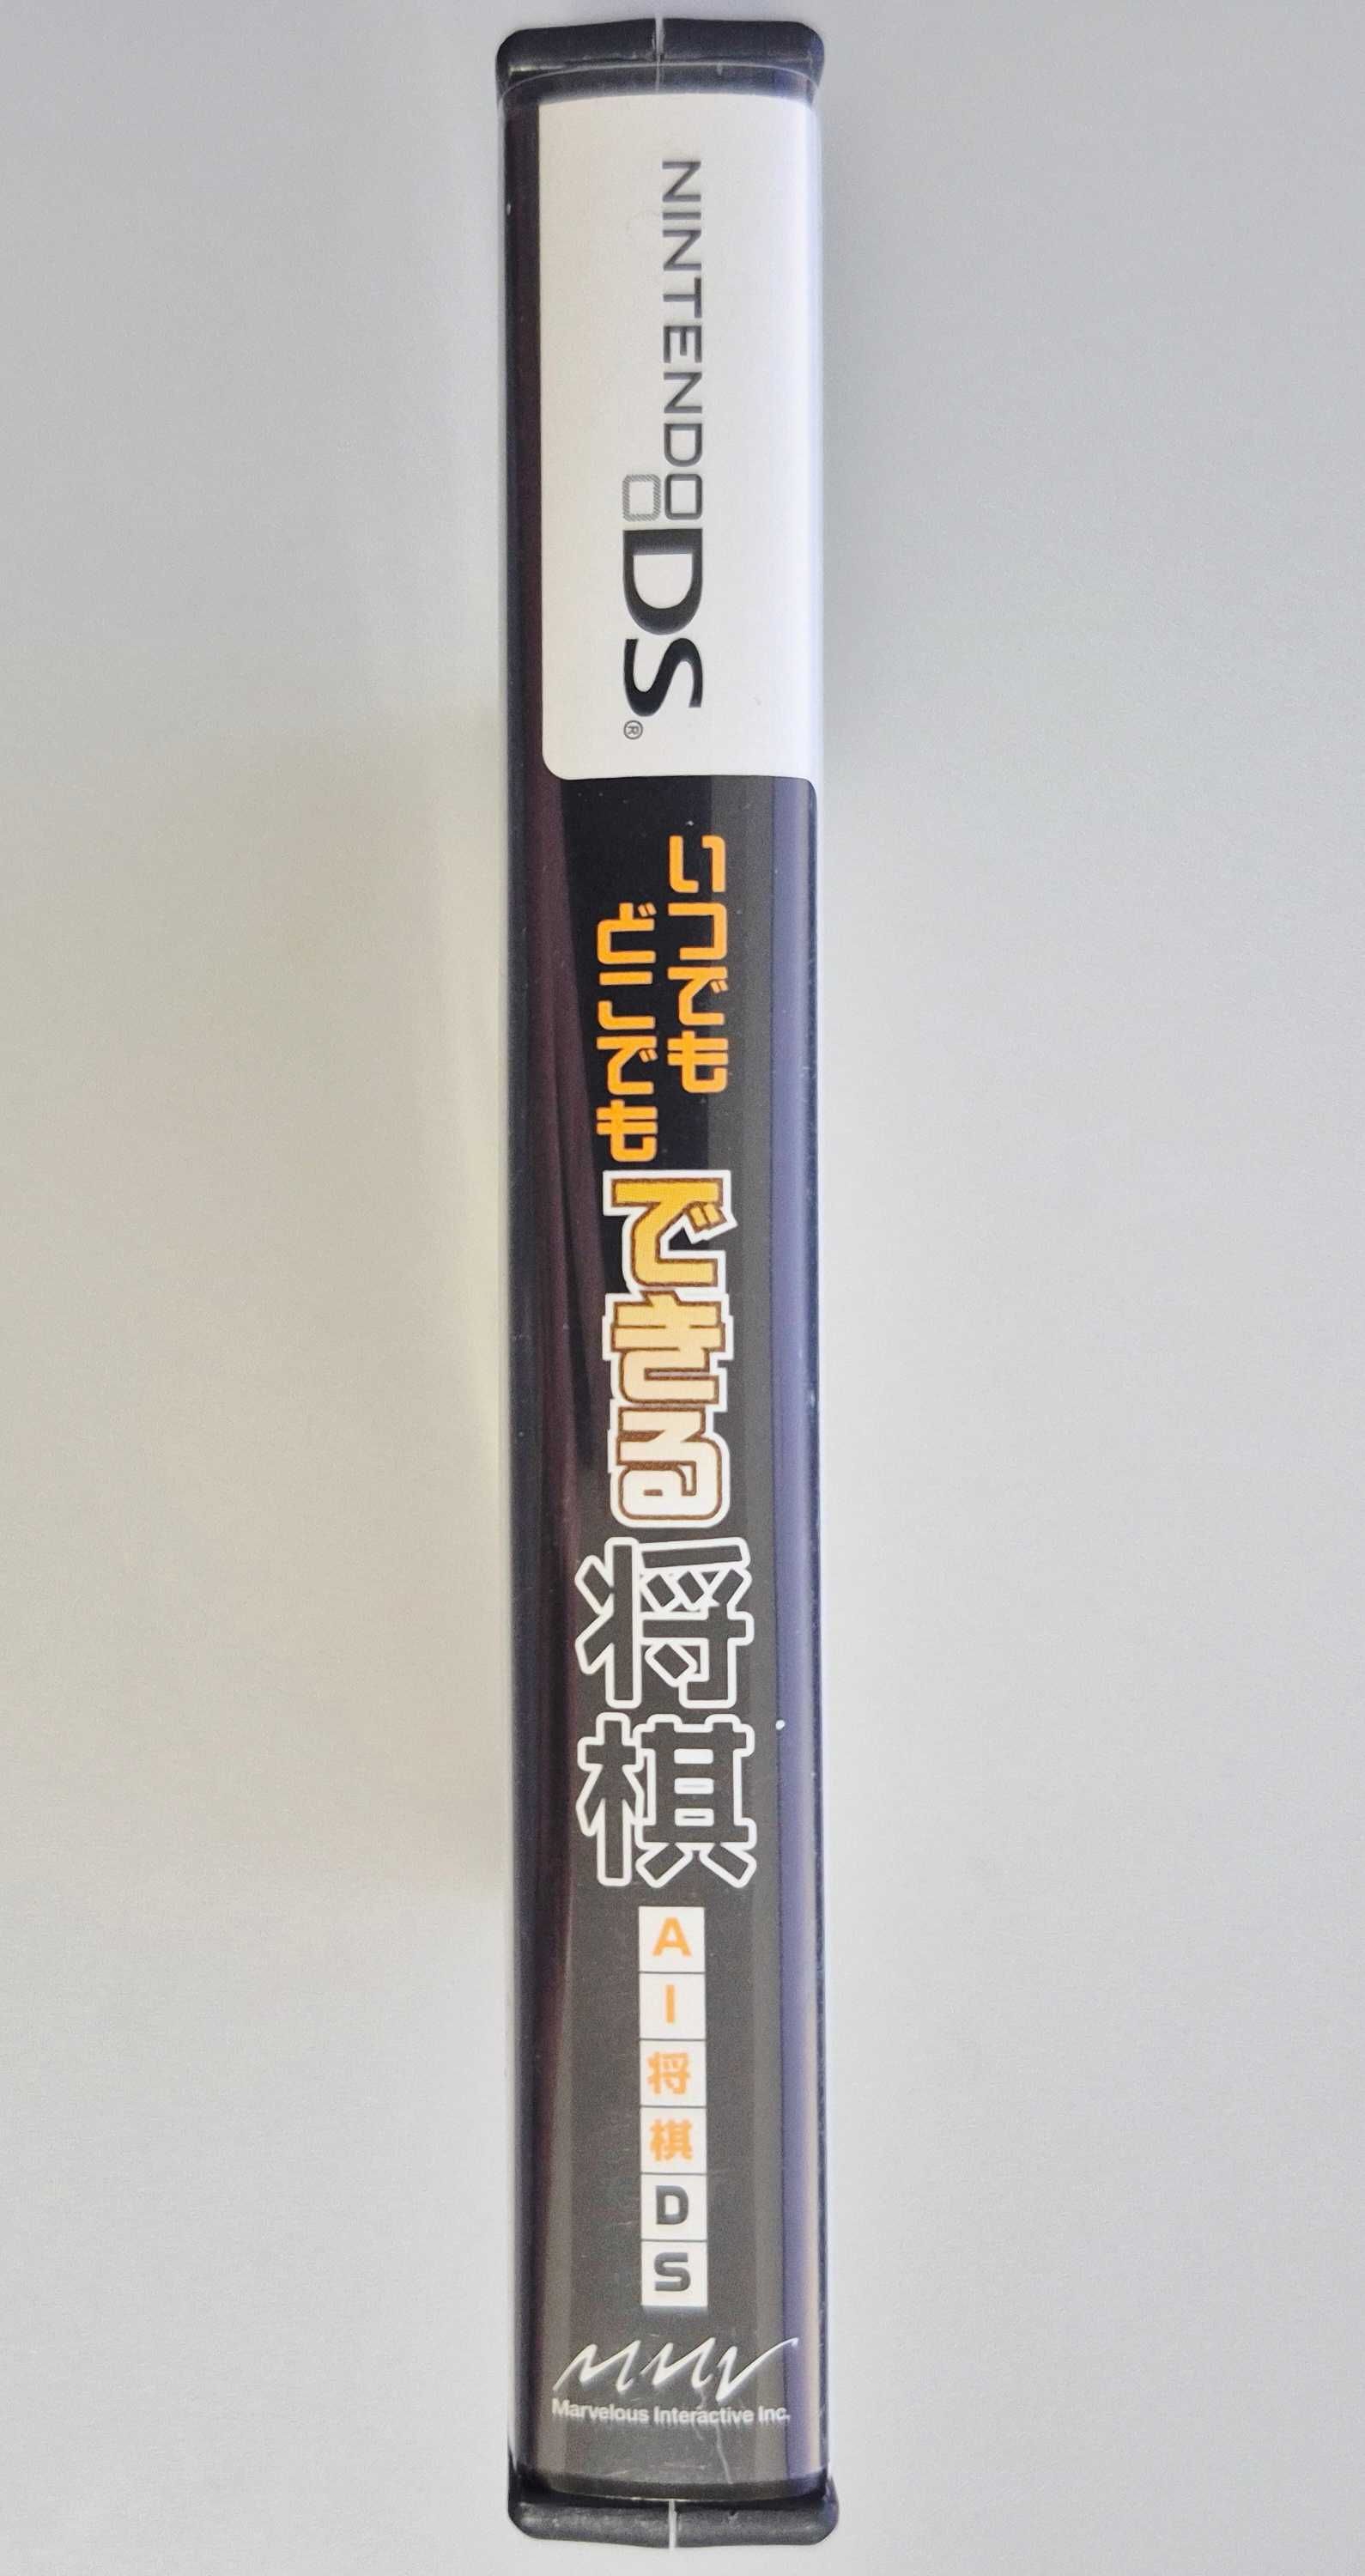 NINTENDO DS®
いつでも
どこでも
できる
将棋
AI将棋DS
Marvelous Interactive Inc.